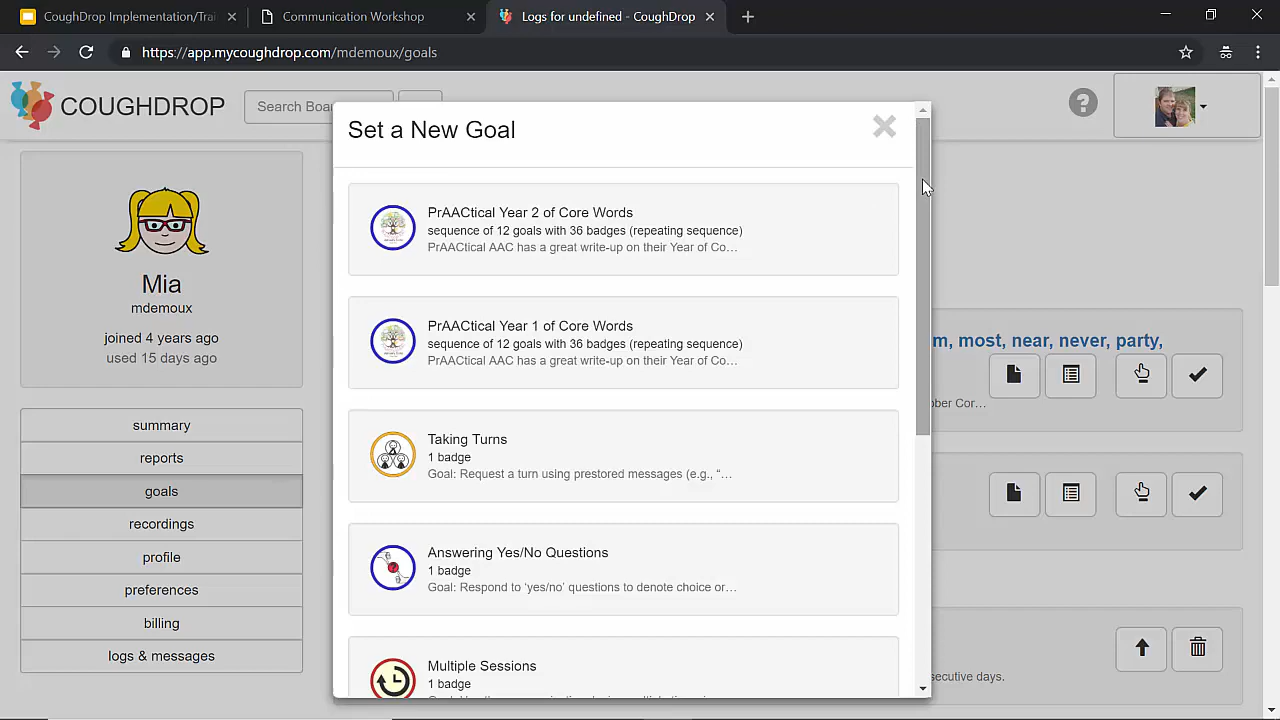 CoughDrop Implementation/Trai
Communication Workshop
Logs for undefined - CoughDrop
https://app.mycoughdrop.com/mdemoux/goals
COUGHDROP
Search Boa
Set a New Goal
Mia
mdemoux
joined 4 years ago
used 15 days ago
summary
reports
goals
recordings
profile
preferences
billing
logs & messages
PrAACtical Year 2 of Core Words
sequence of 12 goals with 36 badges (repeating sequence)
PrAACtical AAC has a great write-up on their Year of Co…
PrAACtical Year 1 of Core Words
sequence of 12 goals with 36 badges (repeating sequence)
PrAACtical AAC has a great write-up on their Year of Co…
Taking Turns
1 badge
Goal: Request a turn using prestored messages (e.g., “…
Answering Yes/No Questions
1 badge
Goal: Respond to ‘yes/no’ questions to denote choice or…
Multiple Sessions
1 badge
m, most, near, never, party,
ober Cor…
secutive days.